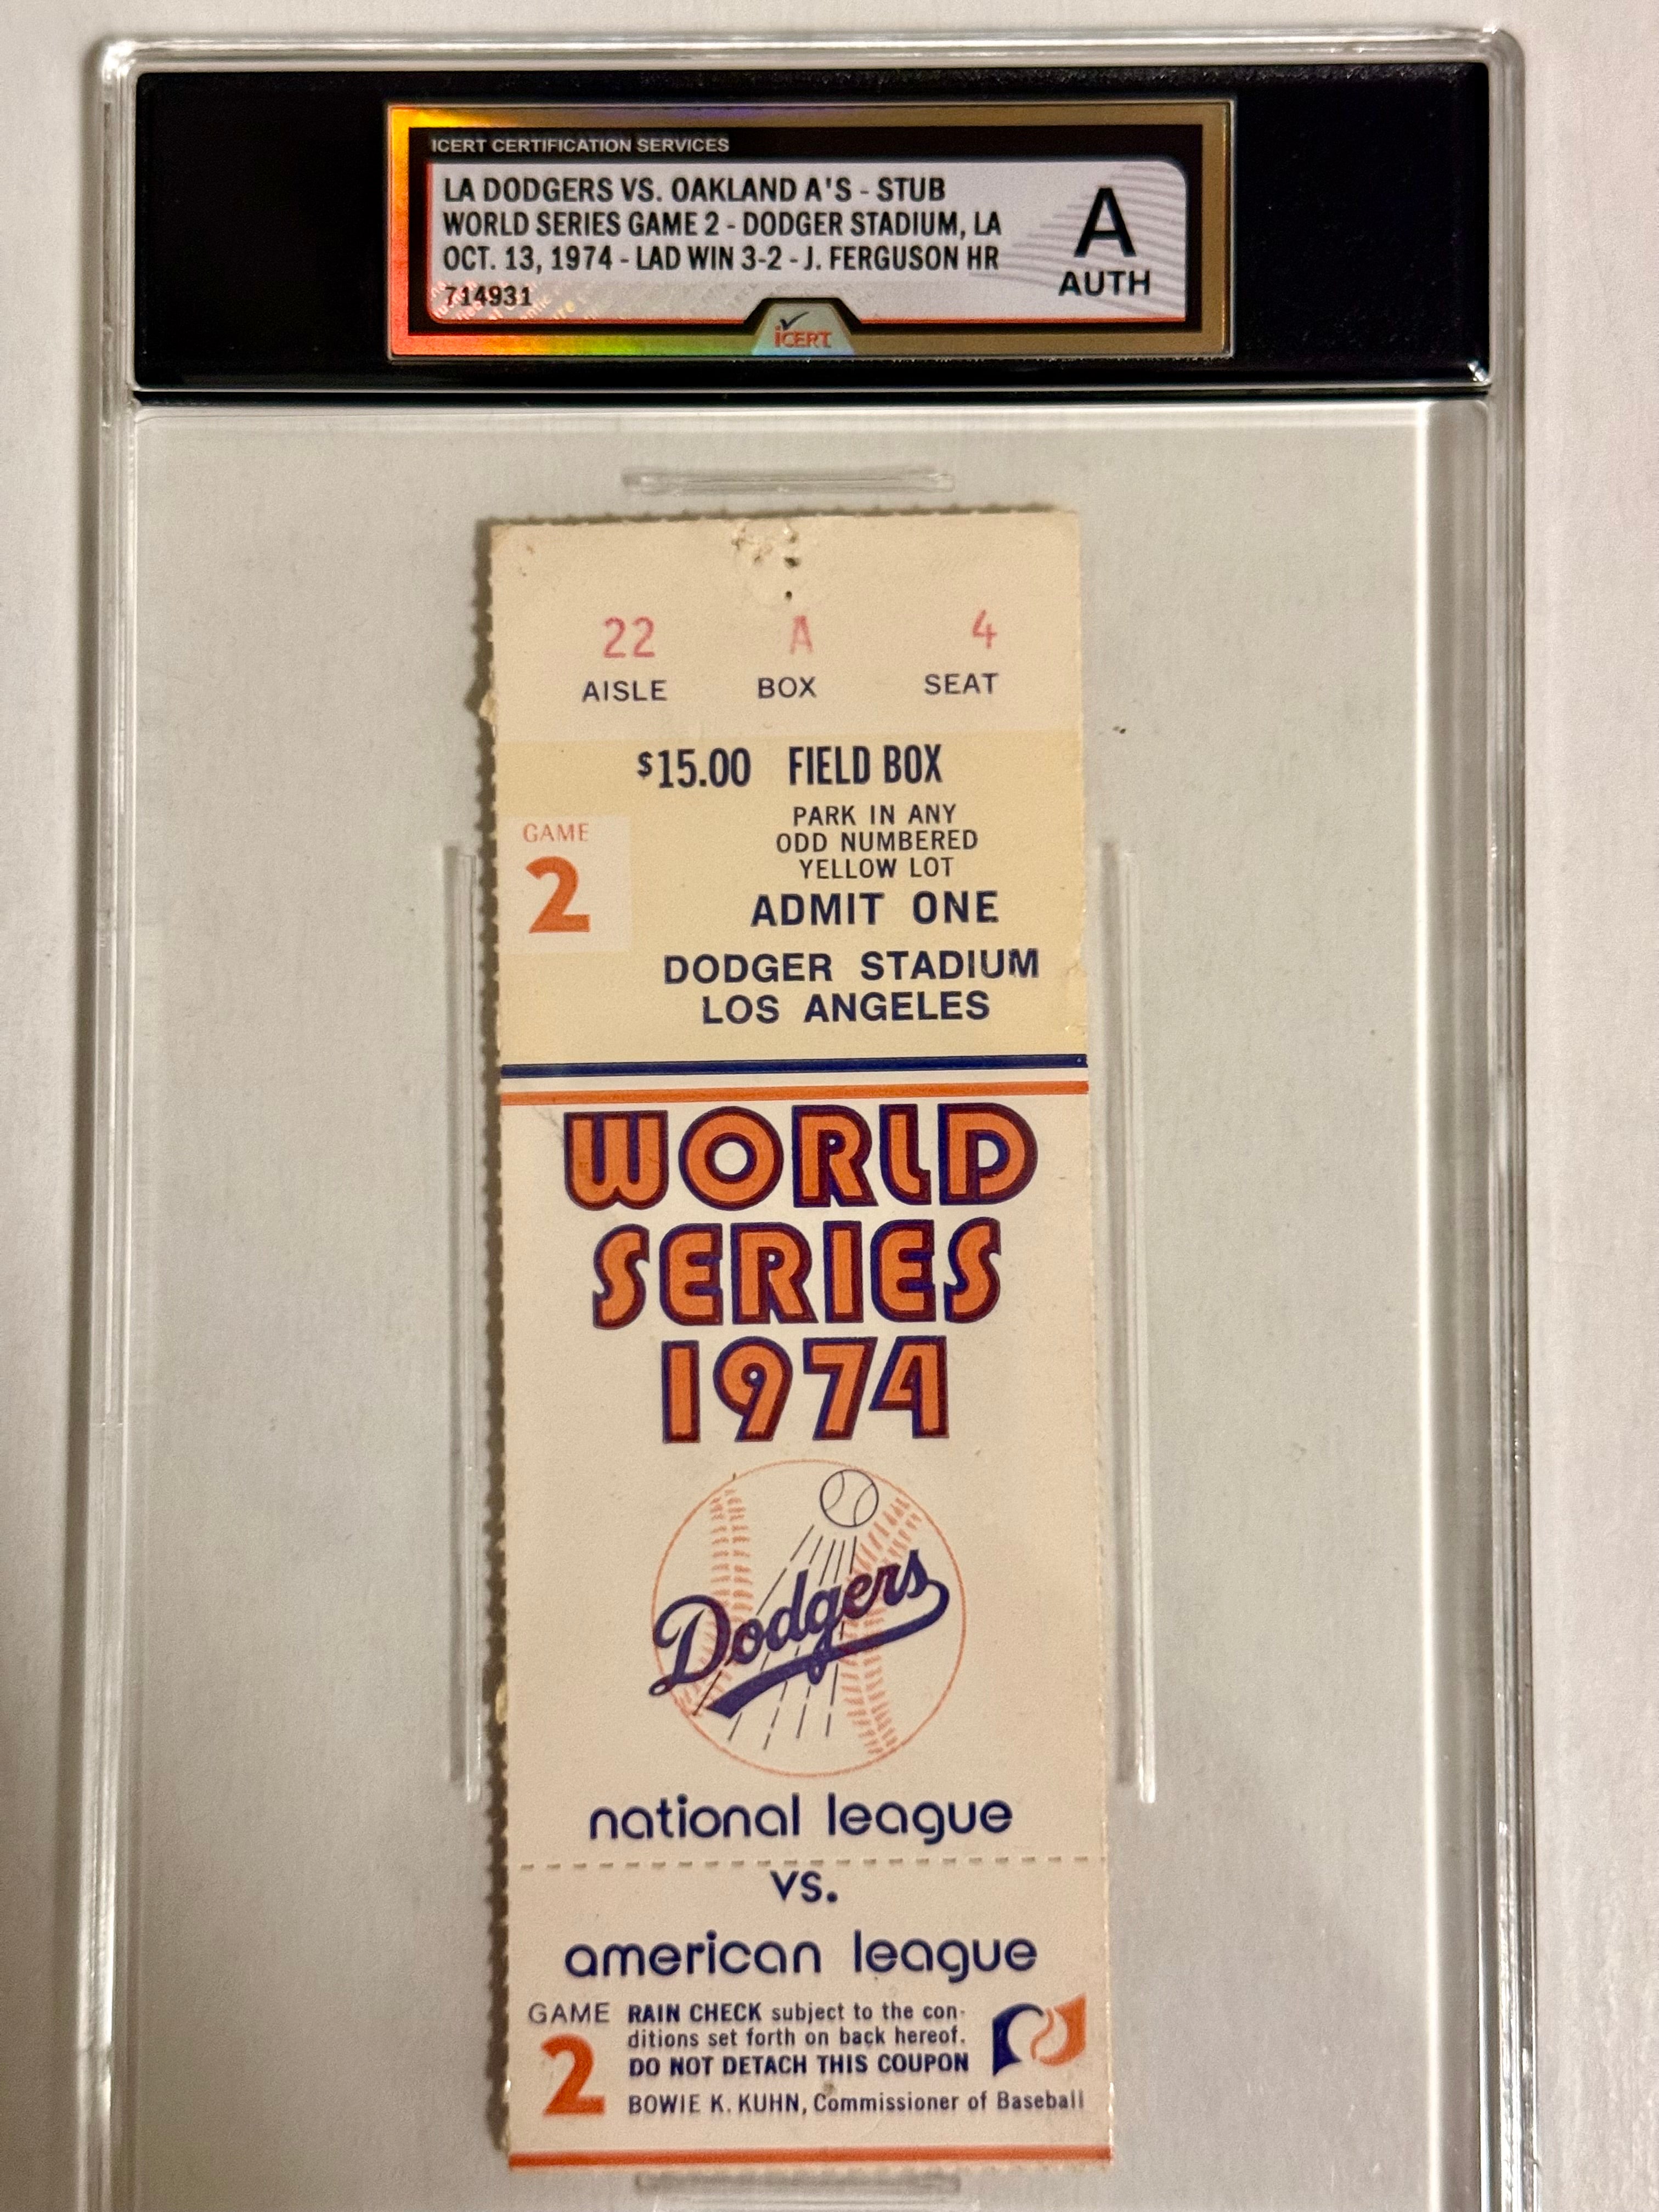 ICERT CERTIFICATION SERVICES
LA DODGERS VS. OAKLAND A'S - STUB
WORLD SERIES GAME 2 - DODGER STADIUM, LA
OCT. 13, 1974 - LAD WIN 3-2 - J. FERGUSON HR
714931
A
AUTH
iCERT
22 A 4
AISLE BOX SEAT
$15.00 FIELD BOX
PARK IN ANY
ODD NUMBERED
YELLOW LOT
GAME
2
ADMIT ONE
DODGER STADIUM
LOS ANGELES
WORLD
SERIES
1974
Dodgers
national league
vs.
american league
GAME
2
RAIN CHECK subject to the con-
ditions set forth on back hereof.
DO NOT DETACH THIS COUPON
BOWIE K. KUHN, Commissioner of Baseball